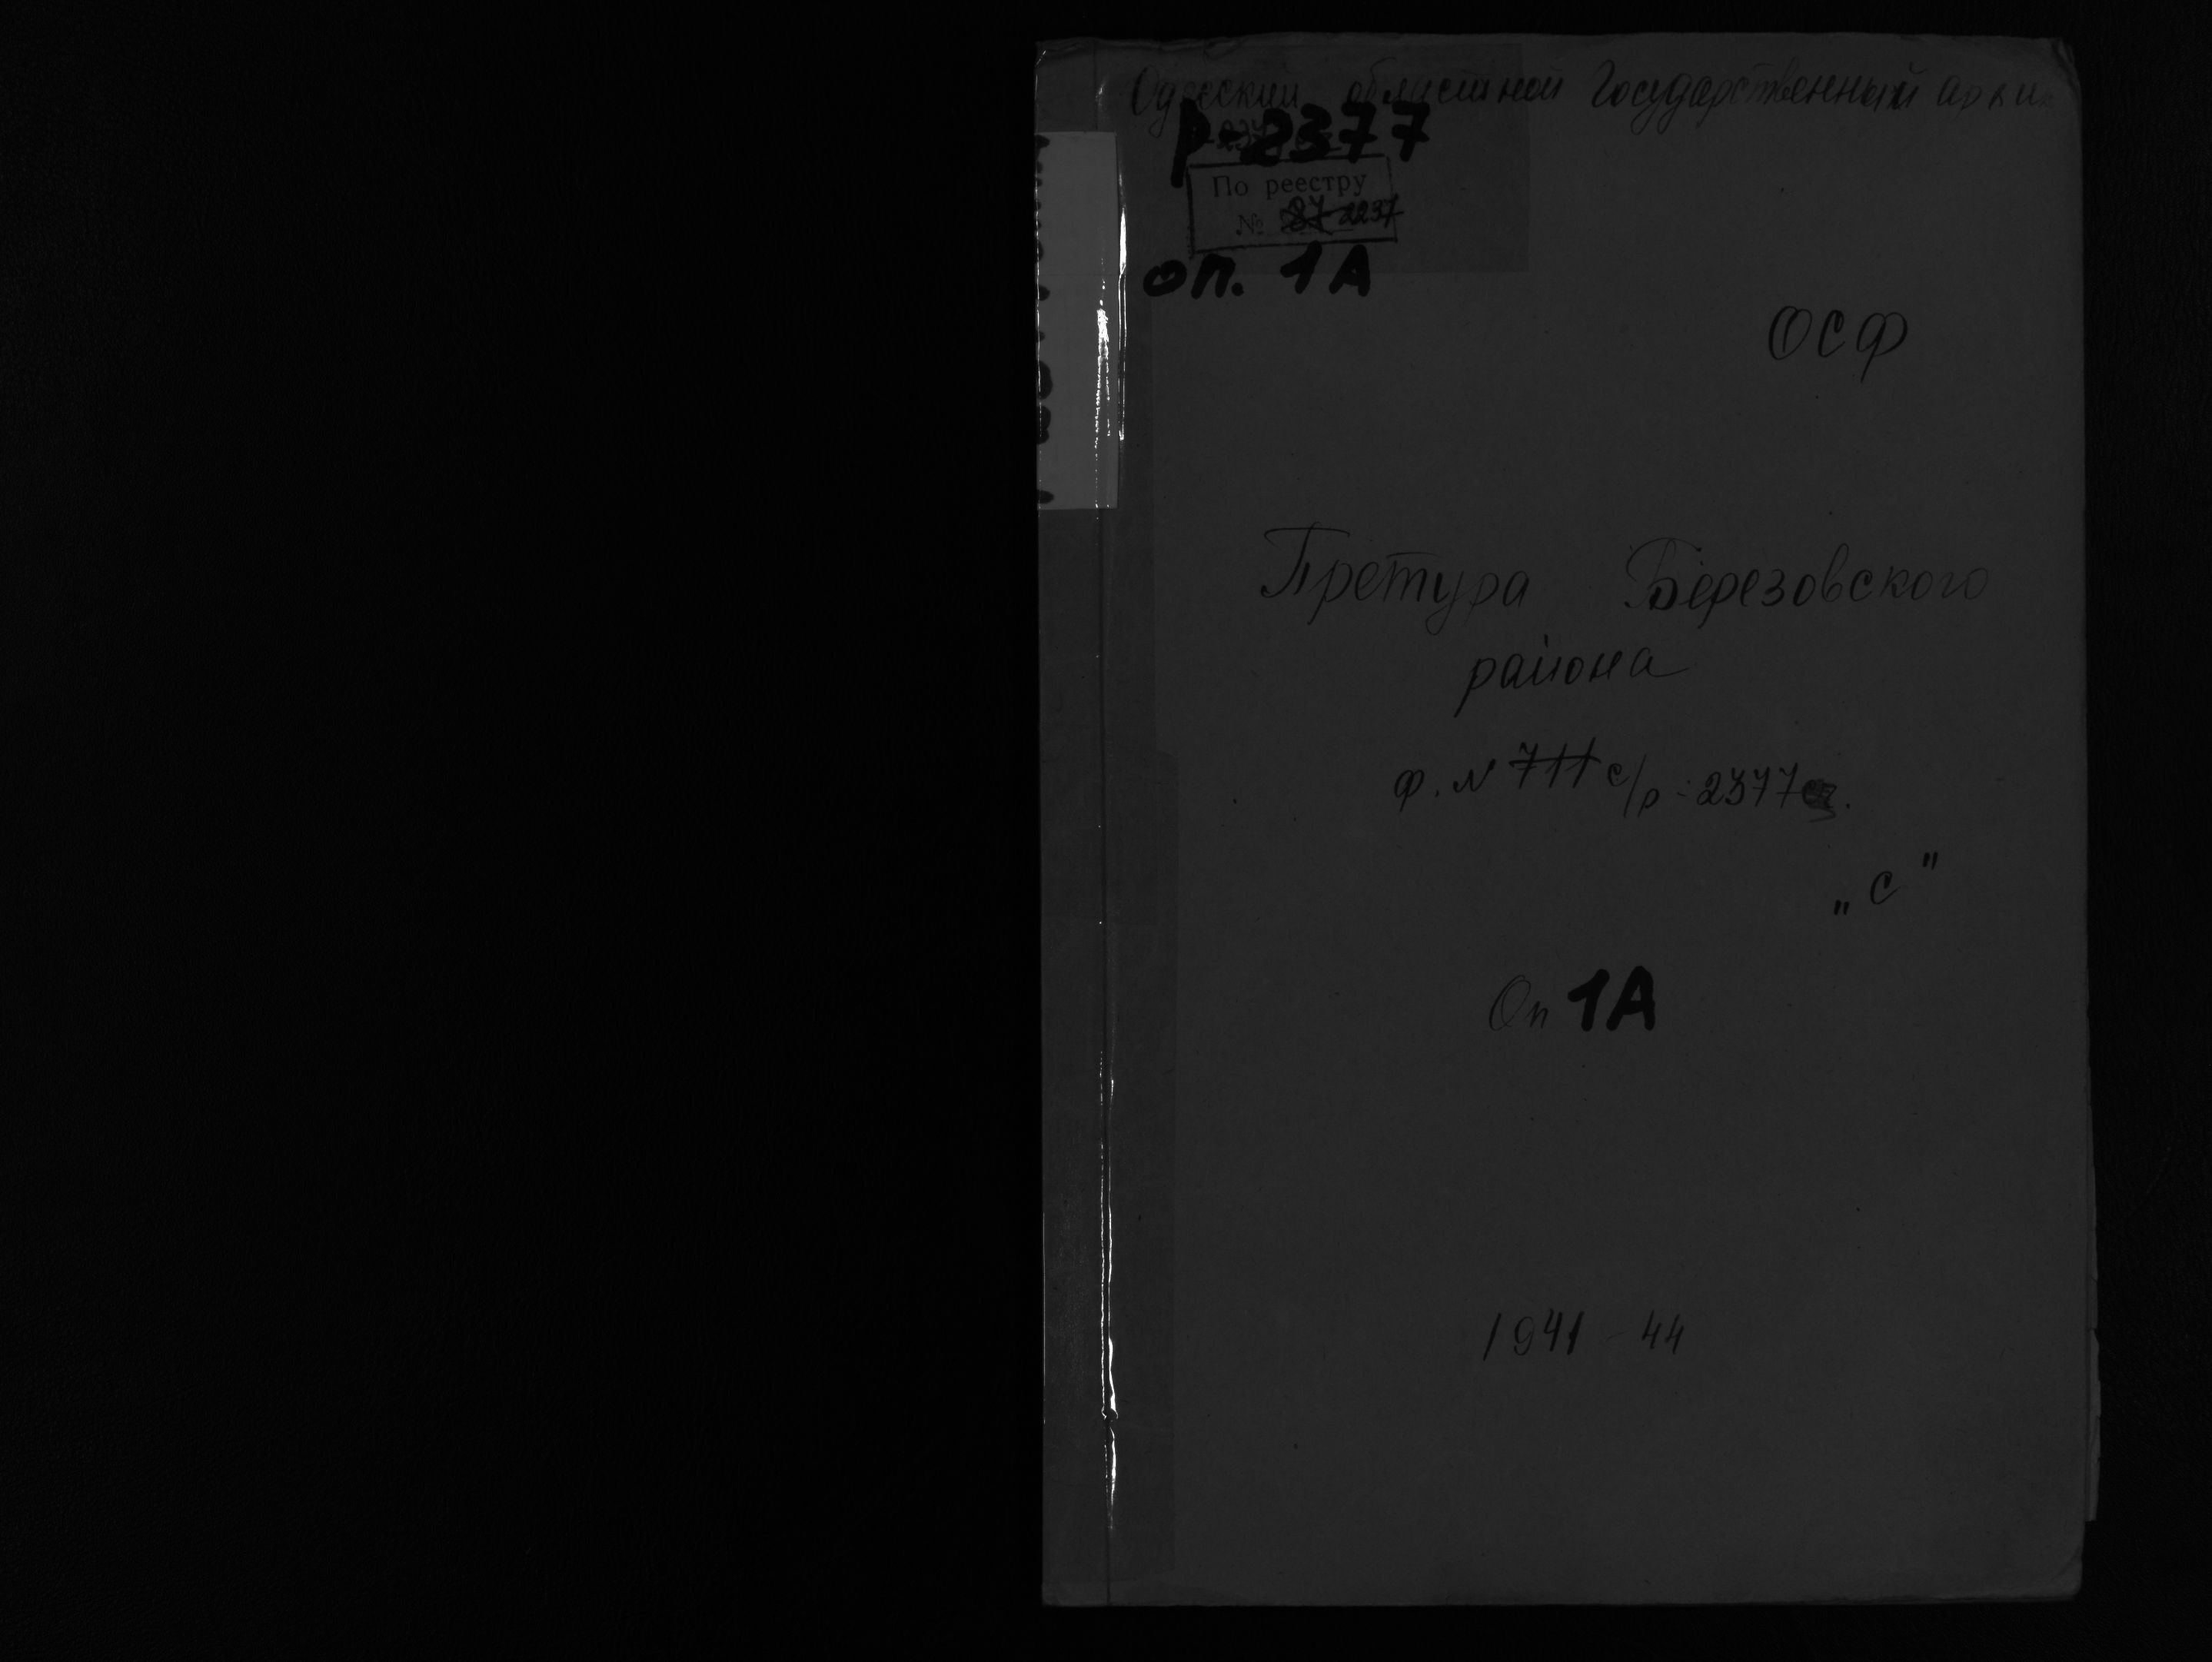 Одесский областной Государственный архив
Р-2377
По реестру
№ 87 2237
оп. 1А
ОСФ
Претура Березовского
района
ф. N 711 с/р-2377
„С"
Оп 1А
1941-44